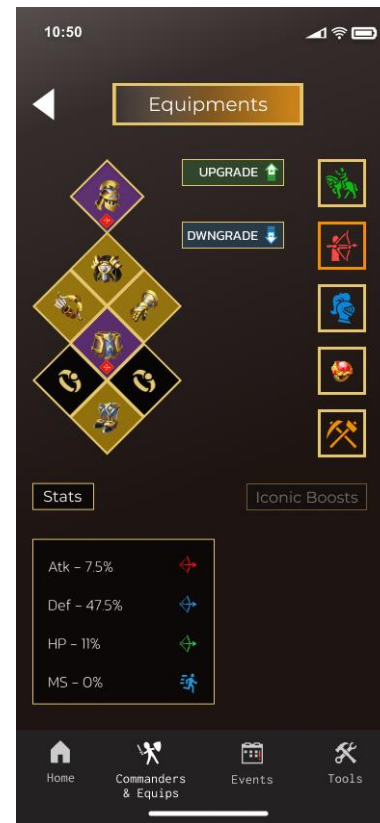 10:50
Equipments
UPGRADE
DWNGRADE
Stats
Iconic Boosts
Atk – 7.5%
Def – 47.5%
HP – 11%
MS – 0%
Home
Commanders
& Equips
Events
Tools